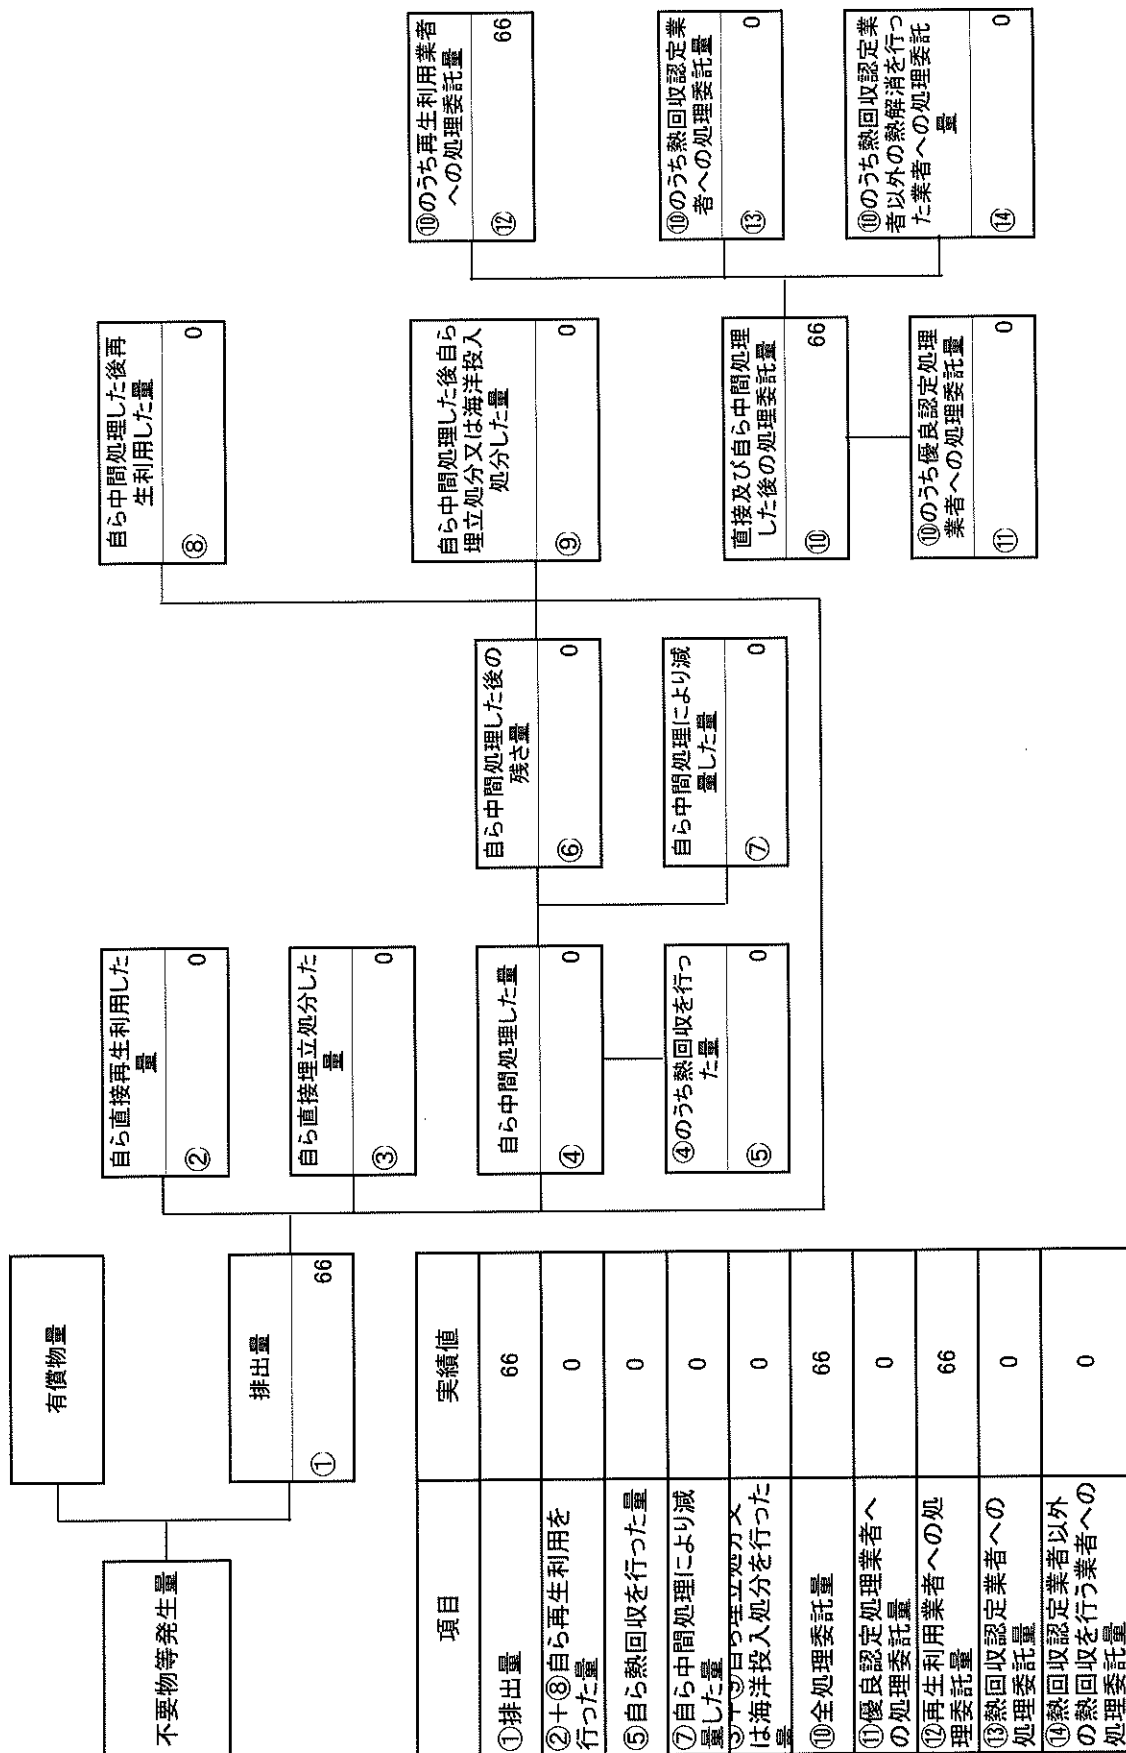 不要物等発生量
有償物量
排出量
① 66
自ら直接再生利用した
量
② 0
自ら直接埋立処分した
量
③ 0
自ら中間処理した量
④ 0
④のうち熱回収を行っ
た量
⑤ 0
自ら中間処理した後の
残さ量
⑥ 0
自ら中間処理により減
量した量
⑦ 0
自ら中間処理した後再
生利用した量
⑧ 0
自ら中間処理した後自ら
埋立処分又は海洋投入
処分した量
⑨ 0
直接及び自ら中間処理
した後の処理委託量
⑩ 66
⑩のうち優良認定処理
業者への処理委託量
⑪ 0
⑩のうち再生利用業者
への処理委託量
⑫ 66
⑩のうち熱回収認定業
者への処理委託量
⑬ 0
⑩のうち熱回収認定業
者以外の熱解消を行っ
た業者への処理委託
量
⑭ 0
項目 実績値
①排出量 66
②+⑧自ら再生利用を
行った量 0
⑤自ら熱回収を行った量 0
⑦自ら中間処理により減
量した量 0
③+⑨自ら埋立処分又
は海洋投入処分を行った
量 0
⑩全処理委託量 66
⑪優良認定処理業者へ
の処理委託量 0
⑫再生利用業者への処
理委託量 66
⑬熱回収認定業者への
処理委託量 0
⑭熱回収認定業者以外
の熱回収を行う業者への
処理委託量 0